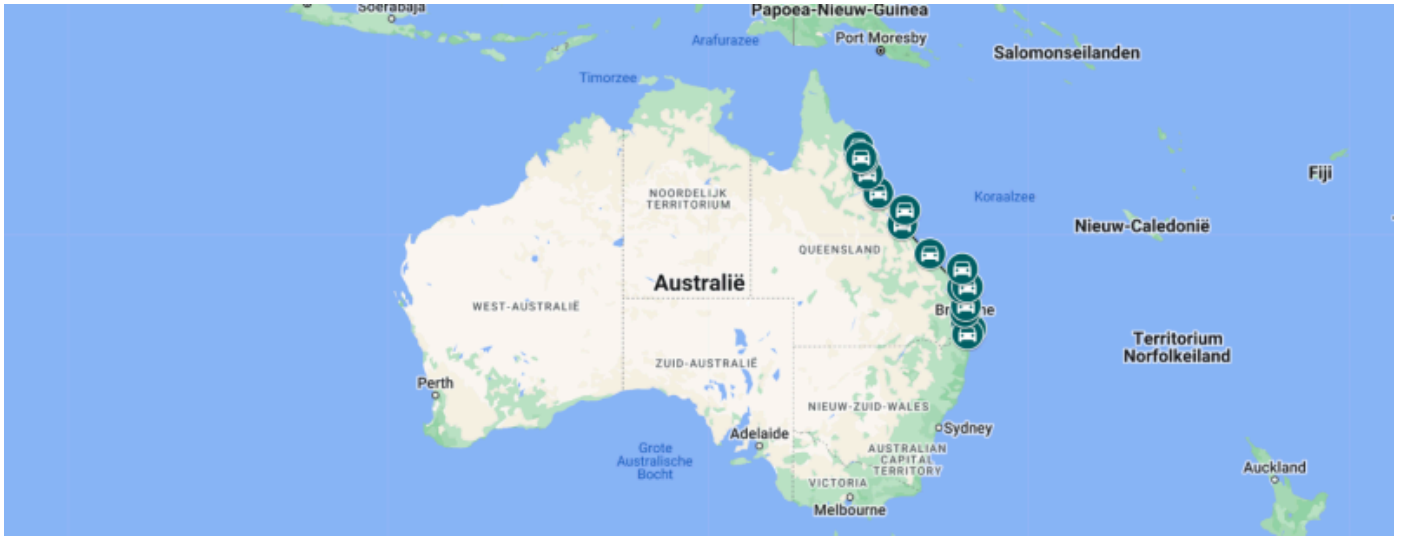 Soerabaja
Papoea-Nieuw-Guinea
Arafurazee
Port Moresby
Salomonseilanden
Timorzee
Fiji
NOORDELIJK
TERRITORIUM
Koraalzee
Nieuw-Caledonië
QUEENSLAND
Australië
WEST-AUSTRALIË
Territorium
Norfolkeiland
ZUID-AUSTRALIË
Perth
NIEUW-ZUID-WALES
Sydney
Adelaide
Grote
Australische
Bocht
AUSTRALIAN
CAPITAL
TERRITORY
Auckland
VICTORIA
Melbourne